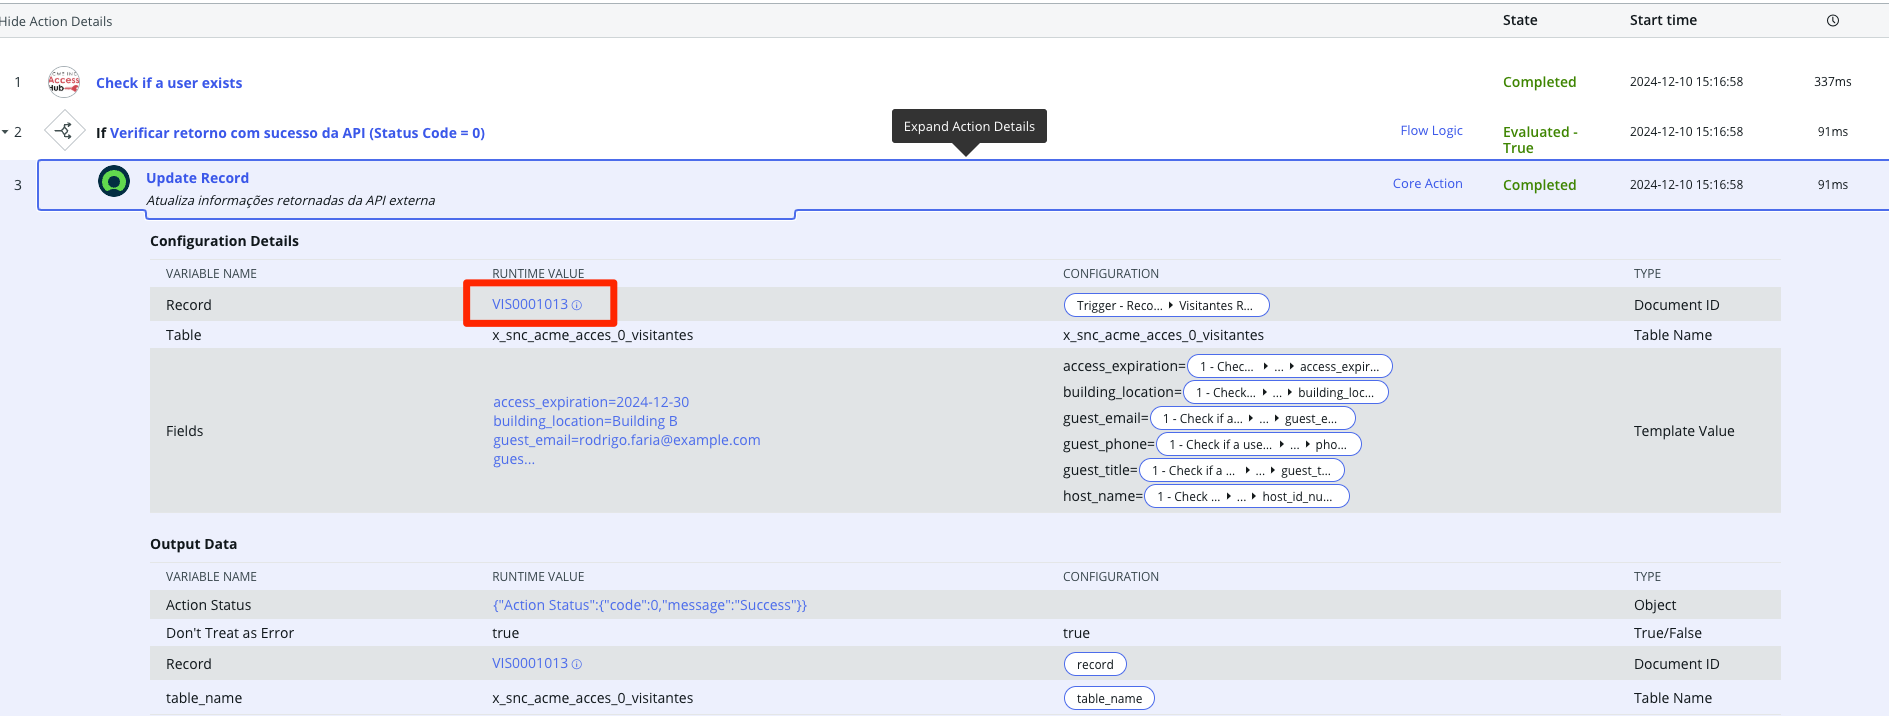 Hide Action Details State Start time
1 Access Hub Check if a user exists Completed 2024-12-10 15:16:58 337ms
2 If Verificar retorno com sucesso da API (Status Code = 0) Flow Logic Evaluated - True 2024-12-10 15:16:58 91ms
Expand Action Details
3 Update Record Core Action Completed 2024-12-10 15:16:58 91ms
Atualiza informações retornadas da API externa
Configuration Details
VARIABLE NAME RUNTIME VALUE CONFIGURATION TYPE
Record VIS0001013 Trigger - Reco... Visitantes R... Document ID
Table x_snc_acme_acces_0_visitantes x_snc_acme_acces_0_visitantes Table Name
Fields
access_expiration=2024-12-30
building_location=Building B
guest_email=rodrigo.faria@example.com
gues...
access_expiration= 1 - Chec... ... access_expir...
building_location= 1 - Check... ... building_loc...
guest_email= 1 - Check if a... ... guest_e...
guest_phone= 1 - Check if a use... ... pho...
guest_title= 1 - Check if a ... ... guest_t...
host_name= 1 - Check ... ... host_id_nu...
Template Value
Output Data
VARIABLE NAME RUNTIME VALUE CONFIGURATION TYPE
Action Status {"Action Status":{"code":0,"message":"Success"}} Object
Don't Treat as Error true true True/False
Record VIS0001013 record Document ID
table_name x_snc_acme_acces_0_visitantes table_name Table Name